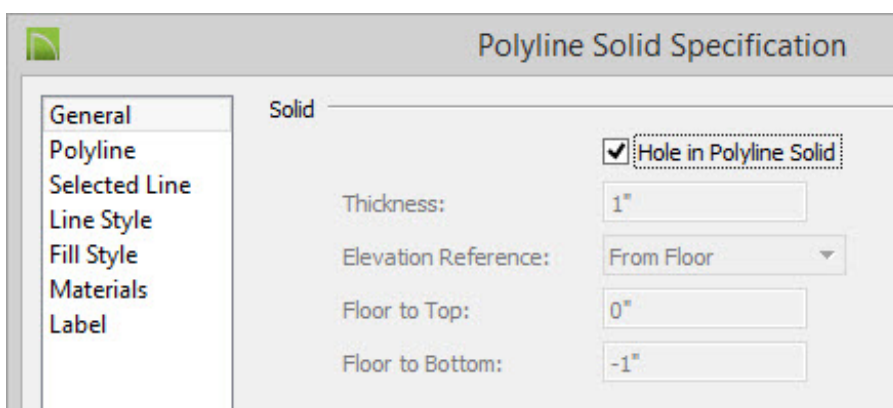 Polyline Solid Specification
General
Polyline
Selected Line
Line Style
Fill Style
Materials
Label
Solid
Hole in Polyline Solid
Thickness: 1"
Elevation Reference: From Floor
Floor to Top: 0"
Floor to Bottom: -1"